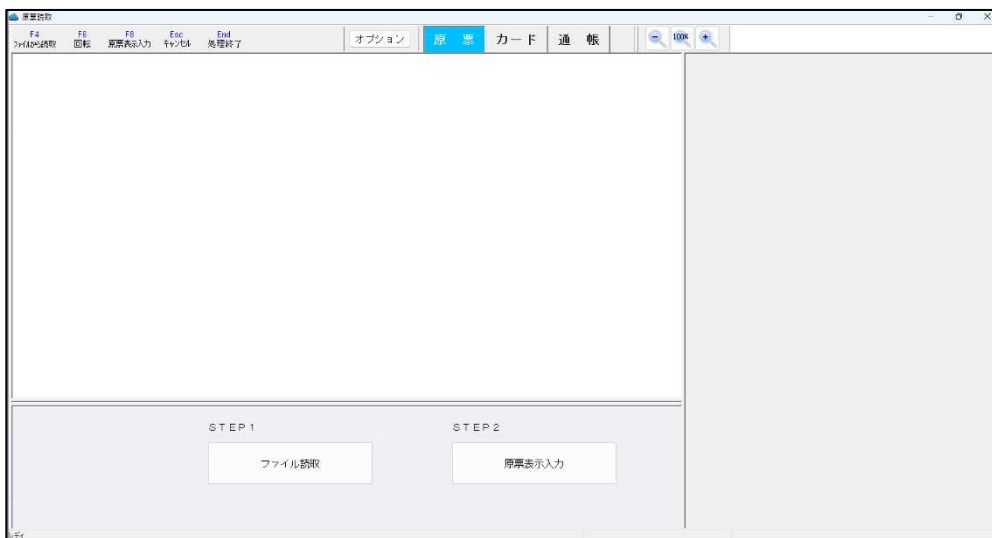 原票読取
F4 F6 F8 Esc End
ﾌｧｲﾙから読取 回転 原票表示入力 ｷｬﾝｾﾙ 処理終了
オプション 原 票 カード 通 帳 100%
STEP1 STEP2
ファイル読取 原票表示入力
レディ